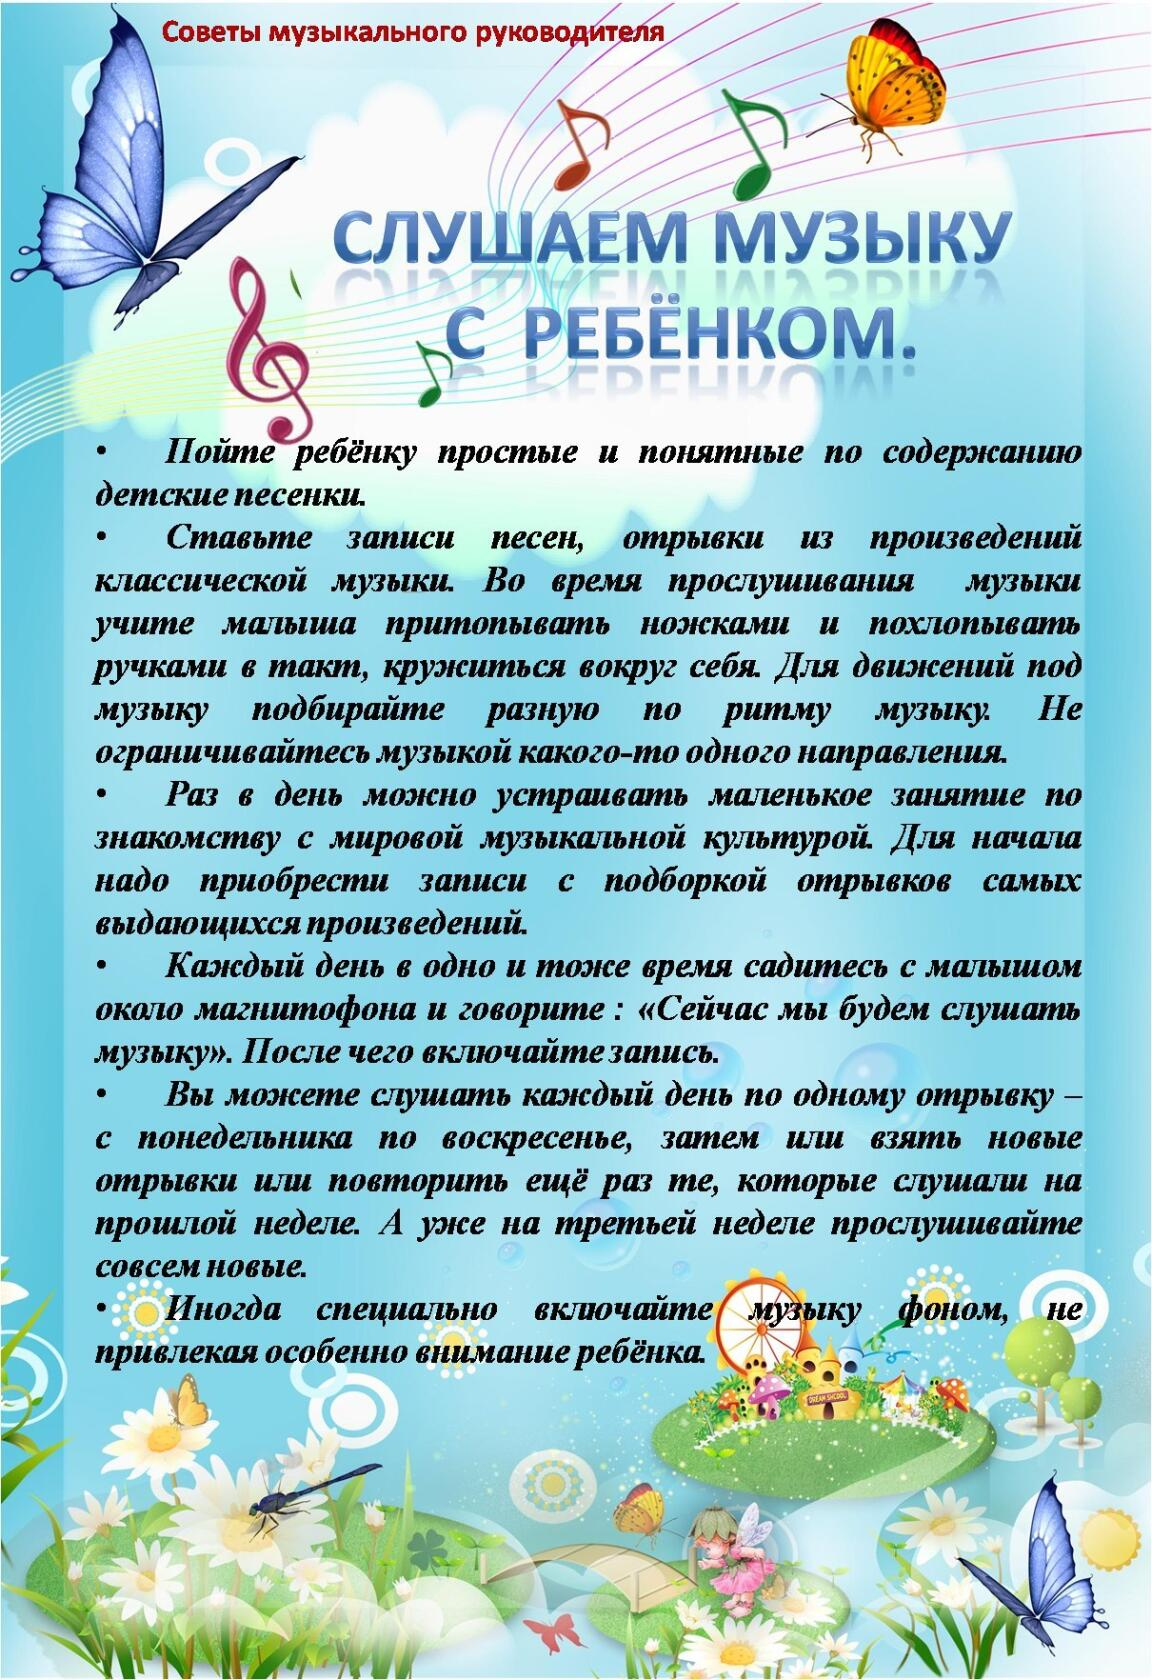 Советы музыкального руководителя
СЛУШАЕМ МУЗЫКУ
С РЕБЁНКОМ.
• Пойте ребёнку простые и понятные по содержанию
детские песенки.
• Ставьте записи песен, отрывки из произведений
классической музыки. Во время прослушивания музыки
учите малыша притопывать ножками и похлопывать
ручками в такт, кружиться вокруг себя. Для движений под
музыку подбирайте разную по ритму музыку. Не
ограничивайтесь музыкой какого-то одного направления.
• Раз в день можно устраивать маленькое занятие по
знакомству с мировой музыкальной культурой. Для начала
надо приобрести записи с подборкой отрывков самых
выдающихся произведений.
• Каждый день в одно и тоже время садитесь с малышом
около магнитофона и говорите : «Сейчас мы будем слушать
музыку». После чего включайте запись.
• Вы можете слушать каждый день по одному отрывку –
с понедельника по воскресенье, затем или взять новые
отрывки или повторить ещё раз те, которые слушали на
прошлой неделе. А уже на третьей неделе прослушивайте
совсем новые.
• Иногда специально включайте музыку фоном, не
привлекая особенно внимание ребёнка.
DREAM SHCOOL